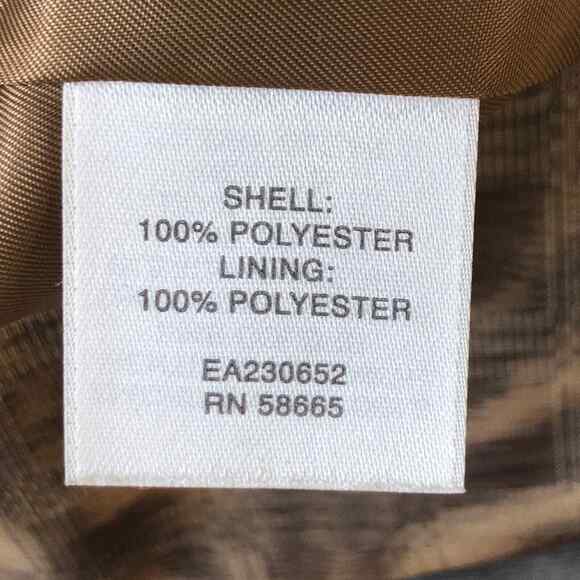 SHELL:
100% POLYESTER
LINING:
100% POLYESTER
EA230652
RN 58665